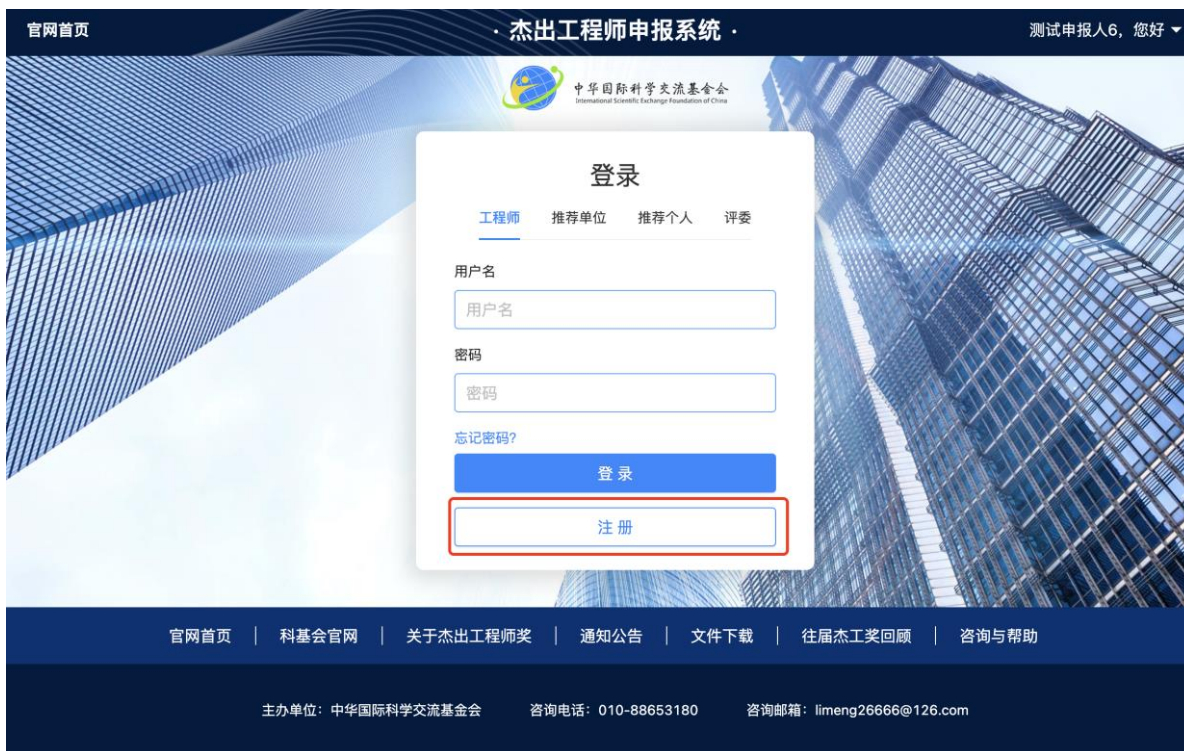 官网首页
· 杰出工程师申报系统 ·
测试申报人6，您好
中华国际科学交流基金会
International Scientific Exchange Foundation of China
登录
工程师 推荐单位 推荐个人 评委
用户名
用户名
密码
密码
忘记密码?
登 录
注 册
官网首页 | 科基会官网 | 关于杰出工程师奖 | 通知公告 | 文件下载 | 往届杰工奖回顾 | 咨询与帮助
主办单位：中华国际科学交流基金会 咨询电话：010-88653180 咨询邮箱：limeng26666@126.com